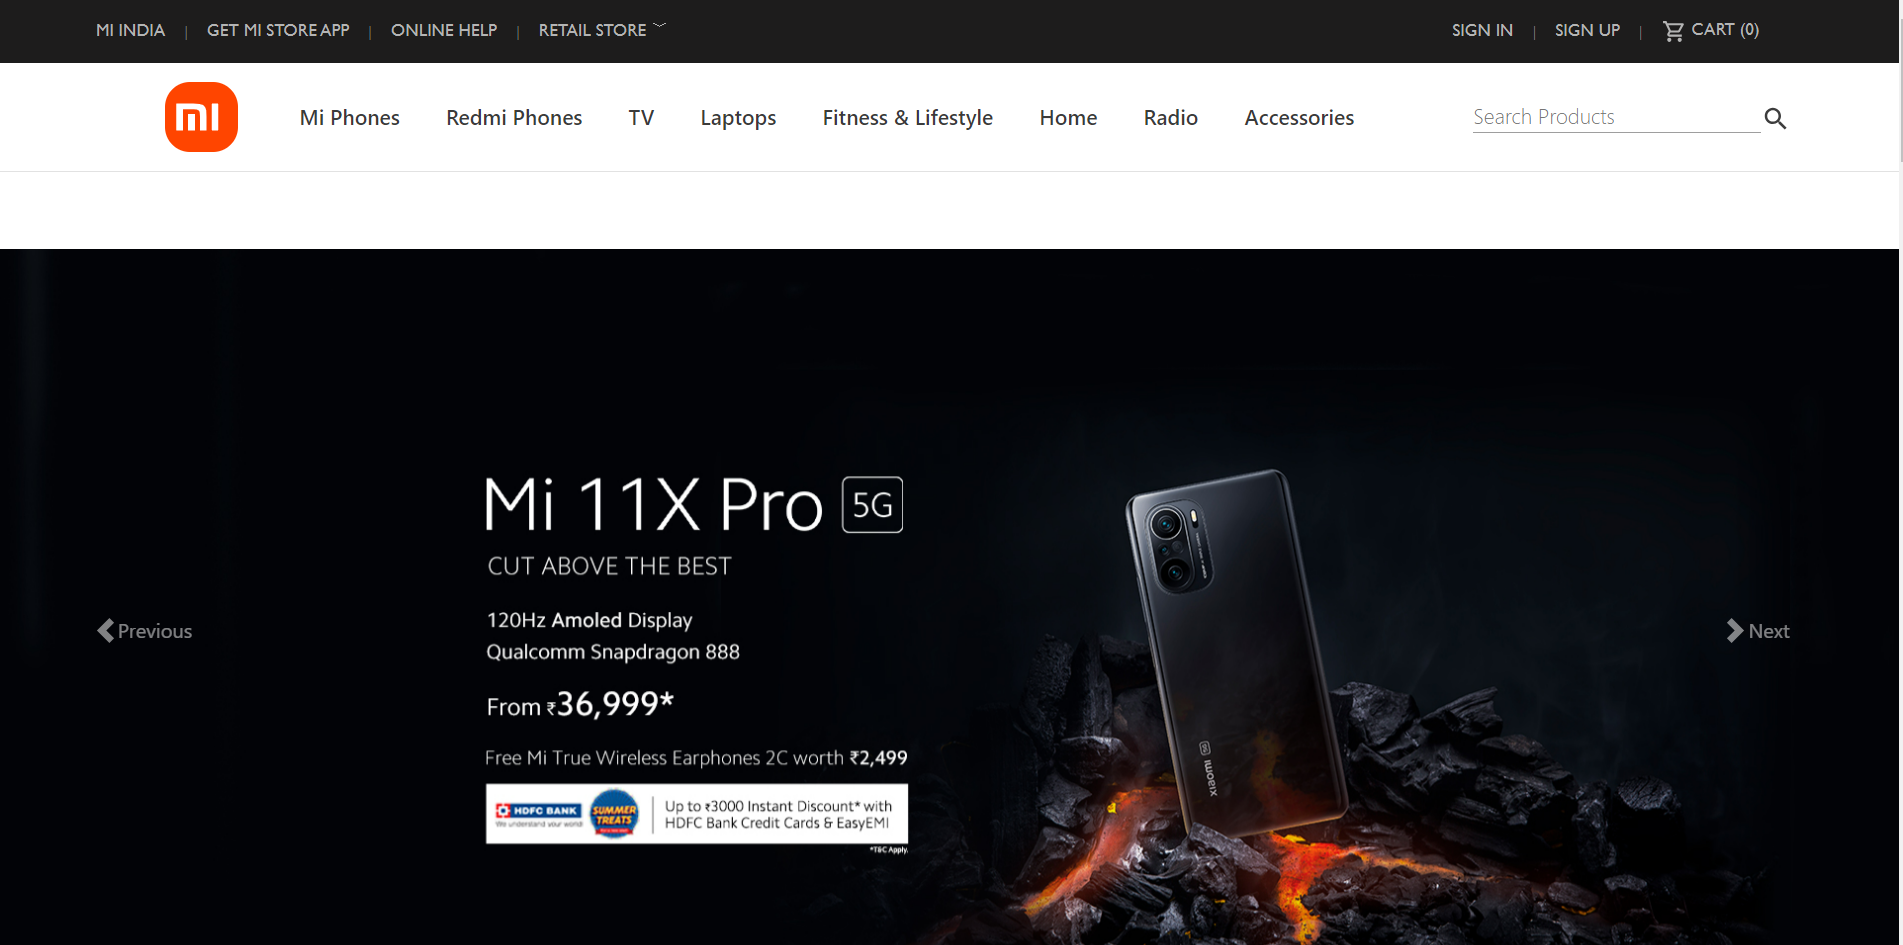 MI INDIA | GET MI STORE APP | ONLINE HELP | RETAIL STORE SIGN IN | SIGN UP | CART (0)
mi Mi Phones Redmi Phones TV Laptops Fitness & Lifestyle Home Radio Accessories Search Products
Mi 11X Pro 5G
CUT ABOVE THE BEST
120Hz Amoled Display
Qualcomm Snapdragon 888
Previous
Next
From ₹36,999*
Free Mi True Wireless Earphones 2C worth ₹2,499
HDFC BANK
We understand your world
SUMMER
TREATS
Up to ₹3000 Instant Discount* with
HDFC Bank Credit Cards & EasyEMI
*T&C Apply.
XIAOMI 5G